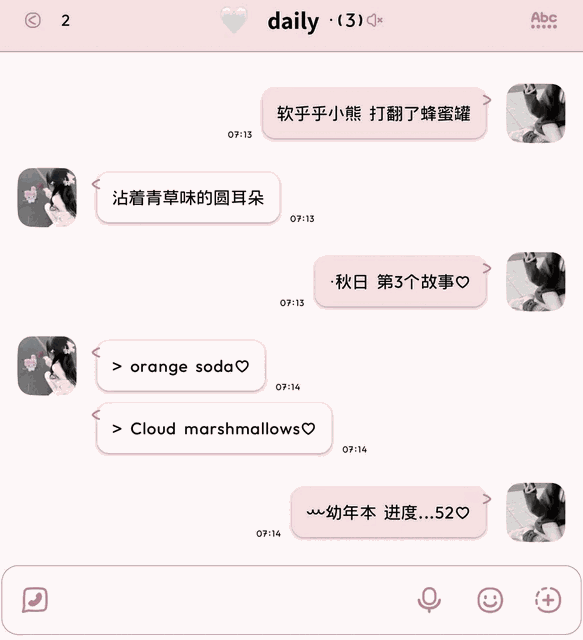 2 🤍 daily ·(3)
Abc
软乎乎小熊 打翻了蜂蜜罐
07:13
沾着青草味的圆耳朵
07:13
·秋日 第3个故事♡
07:13
> orange soda♡
07:14
> Cloud marshmallows♡
07:14
﹏幼年本 进度...52♡
07:14